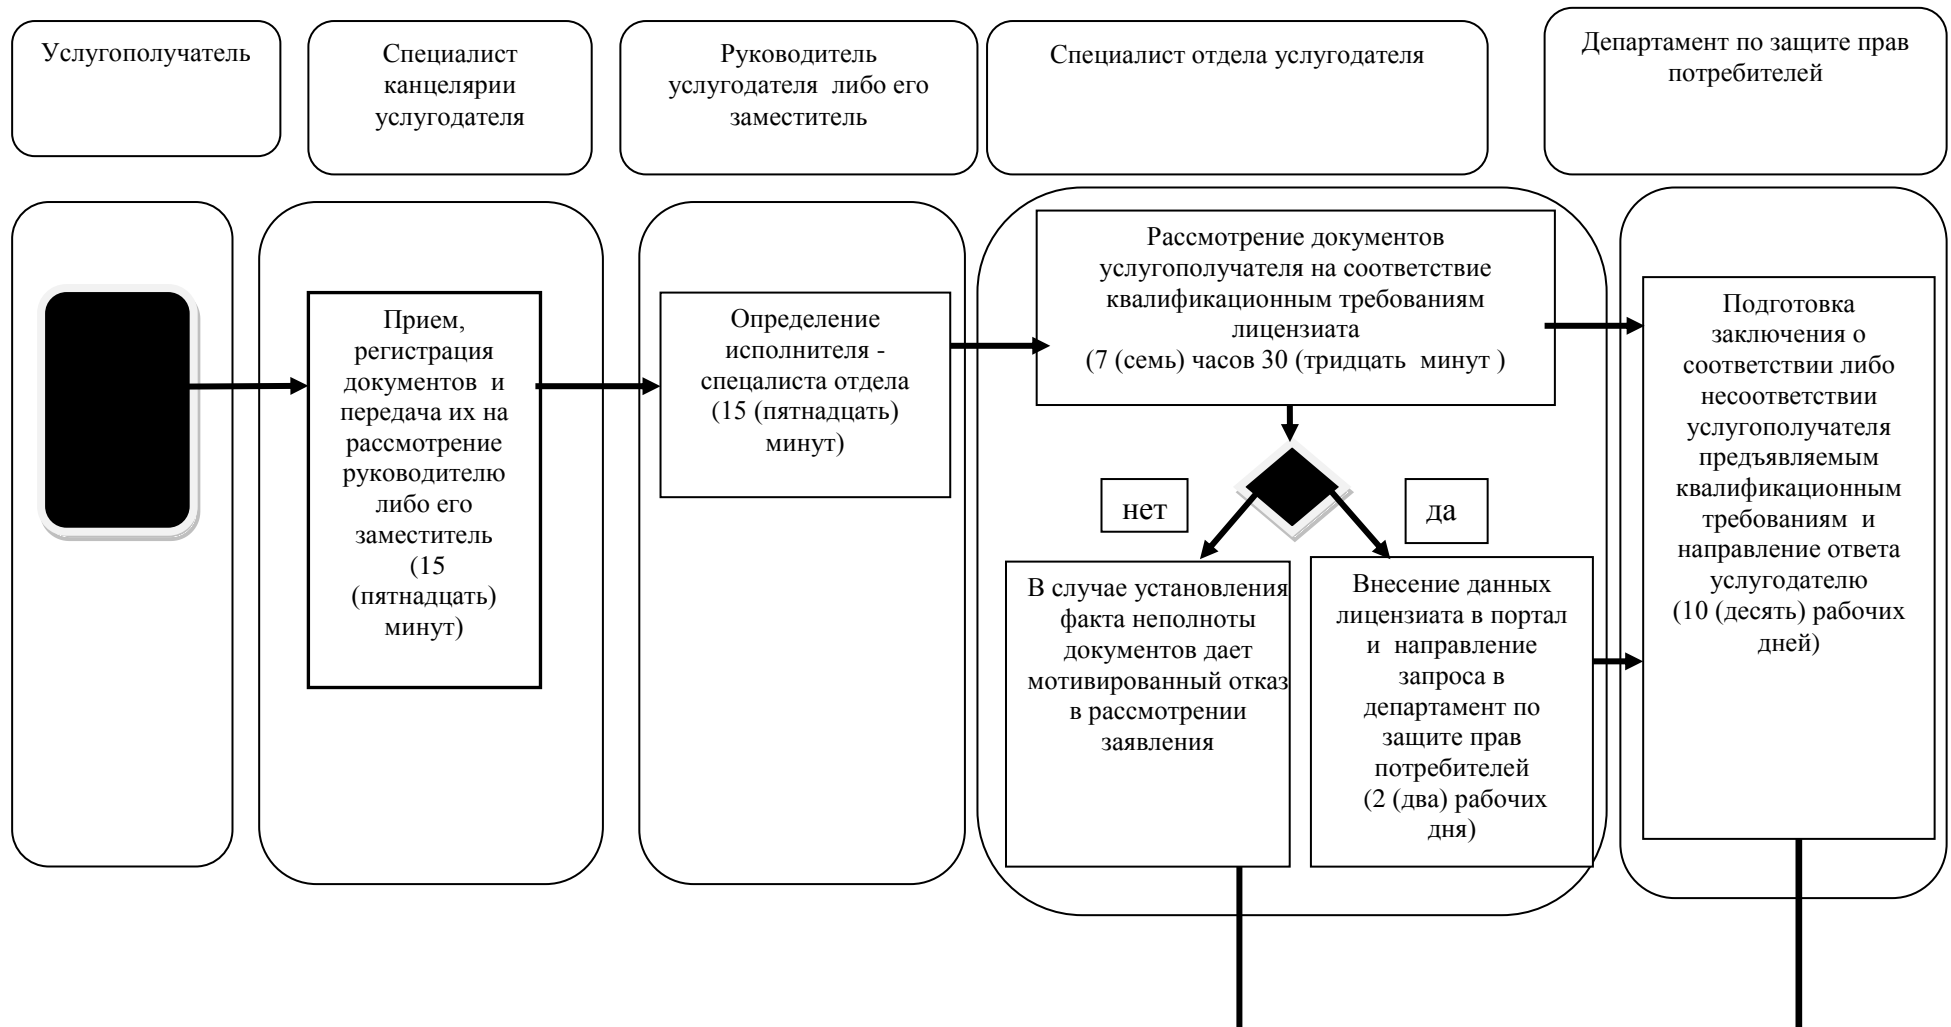 Услугополучатель
Специалист
канцелярии
услугодателя
Руководитель
услугодателя либо его
заместитель
Специалист отдела услугодателя
Департамент по защите прав
потребителей
Прием,
регистрация
документов и
передача их на
рассмотрение
руководителю
либо его
заместитель
(15
(пятнадцать)
минут)
Определение
исполнителя -
спецалиста отдела
(15 (пятнадцать)
минут)
Рассмотрение документов
услугополучателя на соответствие
квалификационным требованиям
лицензиата
(7 (семь) часов 30 (тридцать минут )
нет
да
В случае установления
факта неполноты
документов дает
мотивированный отказ
в рассмотрении
заявления
Внесение данных
лицензиата в портал
и направление
запроса в
департамент по
защите прав
потребителей
(2 (два) рабочих
дня)
Подготовка
заключения о
соответствии либо
несоответствии
услугополучателя
предъявляемым
квалификационным
требованиям и
направление ответа
услугодателю
(10 (десять) рабочих
дней)